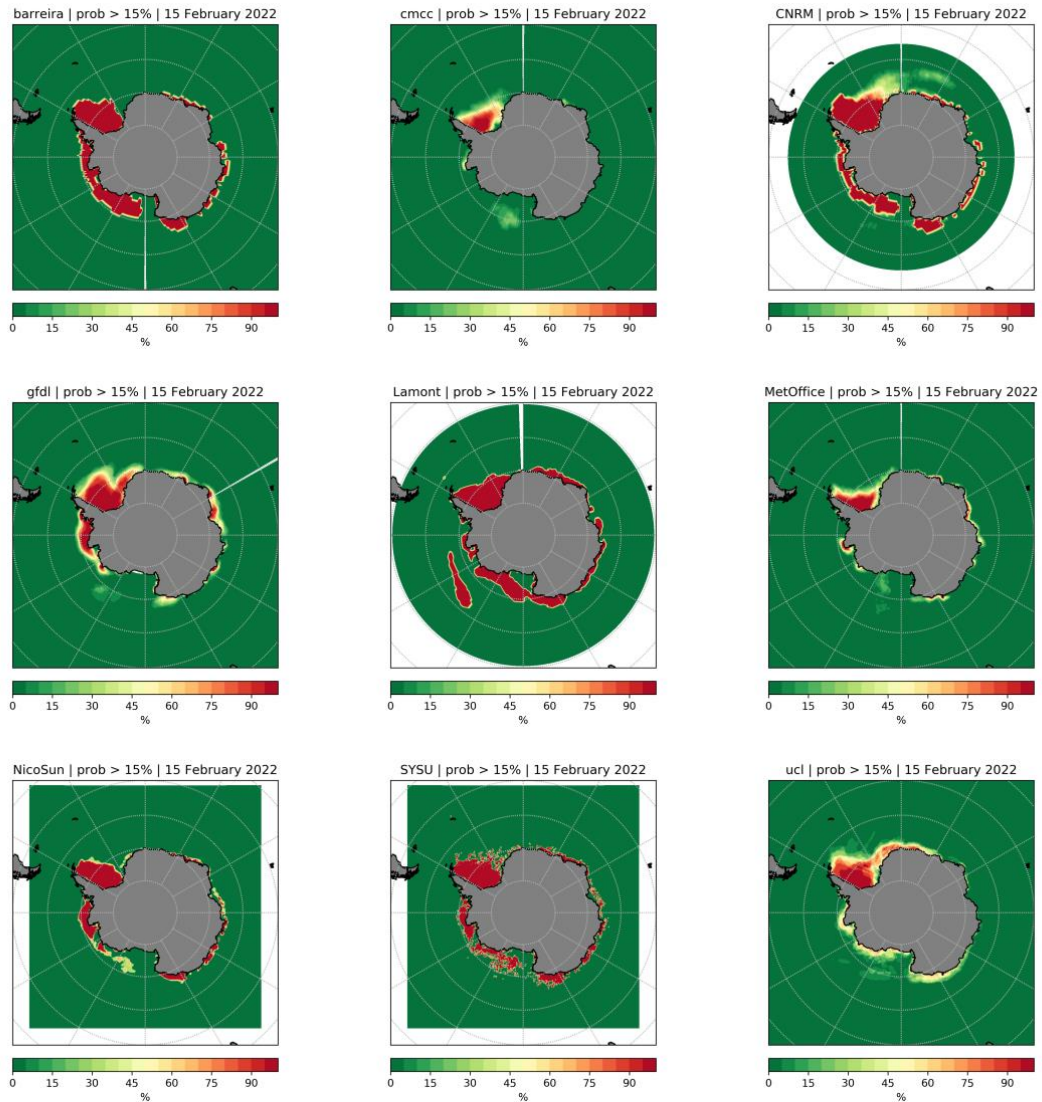 barreira | prob > 15% | 15 February 2022
cmcc | prob > 15% | 15 February 2022
CNRM | prob > 15% | 15 February 2022
0 15 30 45 60 75 90
%
0 15 30 45 60 75 90
%
0 15 30 45 60 75 90
%
gfdl | prob > 15% | 15 February 2022
Lamont | prob > 15% | 15 February 2022
MetOffice | prob > 15% | 15 February 2022
0 15 30 45 60 75 90
%
0 15 30 45 60 75 90
%
0 15 30 45 60 75 90
%
NicoSun | prob > 15% | 15 February 2022
SYSU | prob > 15% | 15 February 2022
ucl | prob > 15% | 15 February 2022
0 15 30 45 60 75 90
%
0 15 30 45 60 75 90
%
0 15 30 45 60 75 90
%